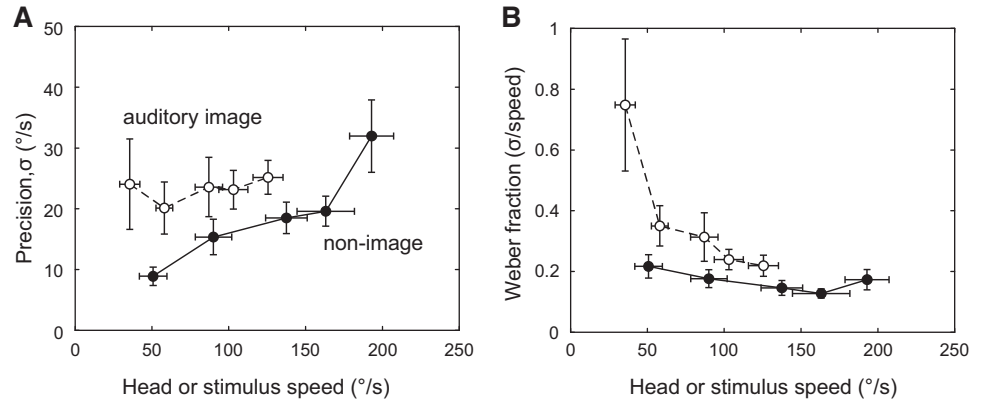 A
50
40
30
20
10
0
Precision,σ (°/s)
auditory image
non-image
0 50 100 150 200 250
Head or stimulus speed (°/s)
B
1
0.8
0.6
0.4
0.2
0
Weber fraction (σ/speed)
0 50 100 150 200 250
Head or stimulus speed (°/s)